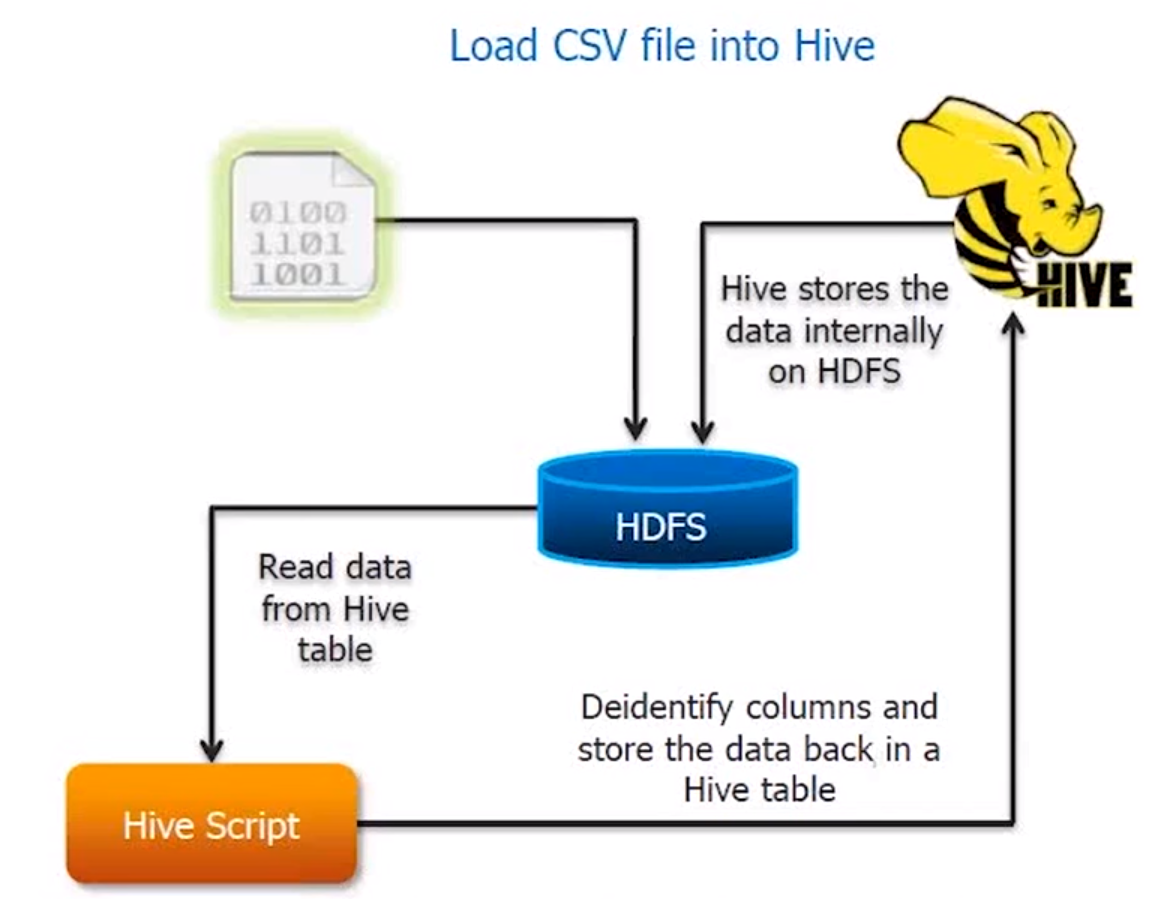 Load CSV file into Hive
0100
1101
1001
HIVE
Hive stores the
data internally
on HDFS
HDFS
Read data
from Hive
table
Deidentify columns and
store the data back in a
Hive table
Hive Script